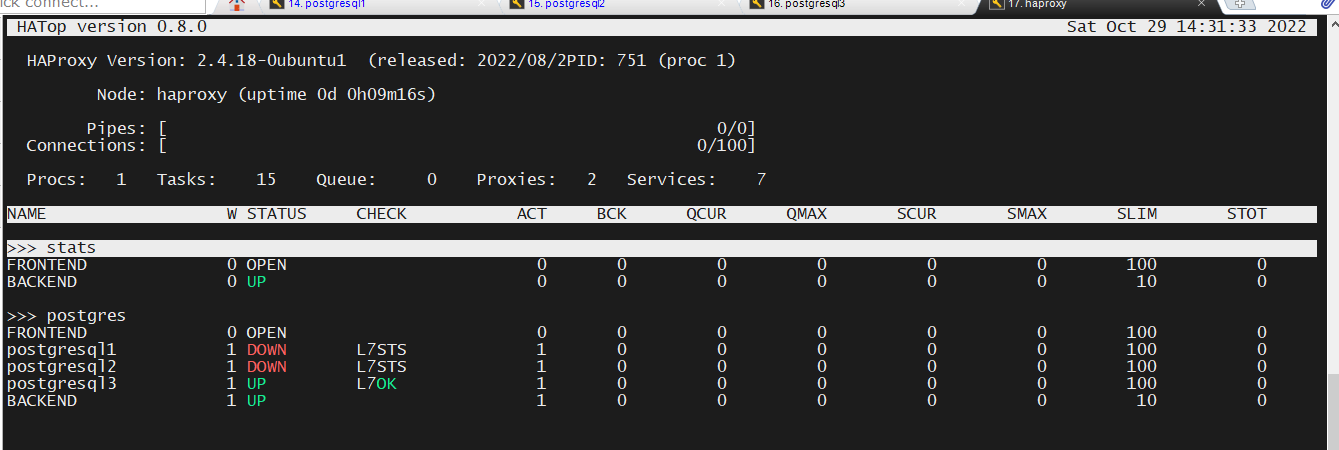 ick connect...
14. postgresql1
15. postgresql2
16. postgresql3
17. haproxy
HATop version 0.8.0 Sat Oct 29 14:31:33 2022
HAProxy Version: 2.4.18-0ubuntu1 (released: 2022/08/2PID: 751 (proc 1)
Node: haproxy (uptime 0d 0h09m16s)
Pipes: [ 0/0]
Connections: [ 0/100]
Procs: 1 Tasks: 15 Queue: 0 Proxies: 2 Services: 7
NAME W STATUS CHECK ACT BCK QCUR QMAX SCUR SMAX SLIM STOT
>>> stats
FRONTEND 0 OPEN 0 0 0 0 0 0 100 0
BACKEND 0 UP 0 0 0 0 0 0 10 0
>>> postgres
FRONTEND 0 OPEN 0 0 0 0 0 0 100 0
postgresql1 1 DOWN L7STS 1 0 0 0 0 0 100 0
postgresql2 1 DOWN L7STS 1 0 0 0 0 0 100 0
postgresql3 1 UP L7OK 1 0 0 0 0 0 100 0
BACKEND 1 UP 1 0 0 0 0 0 10 0